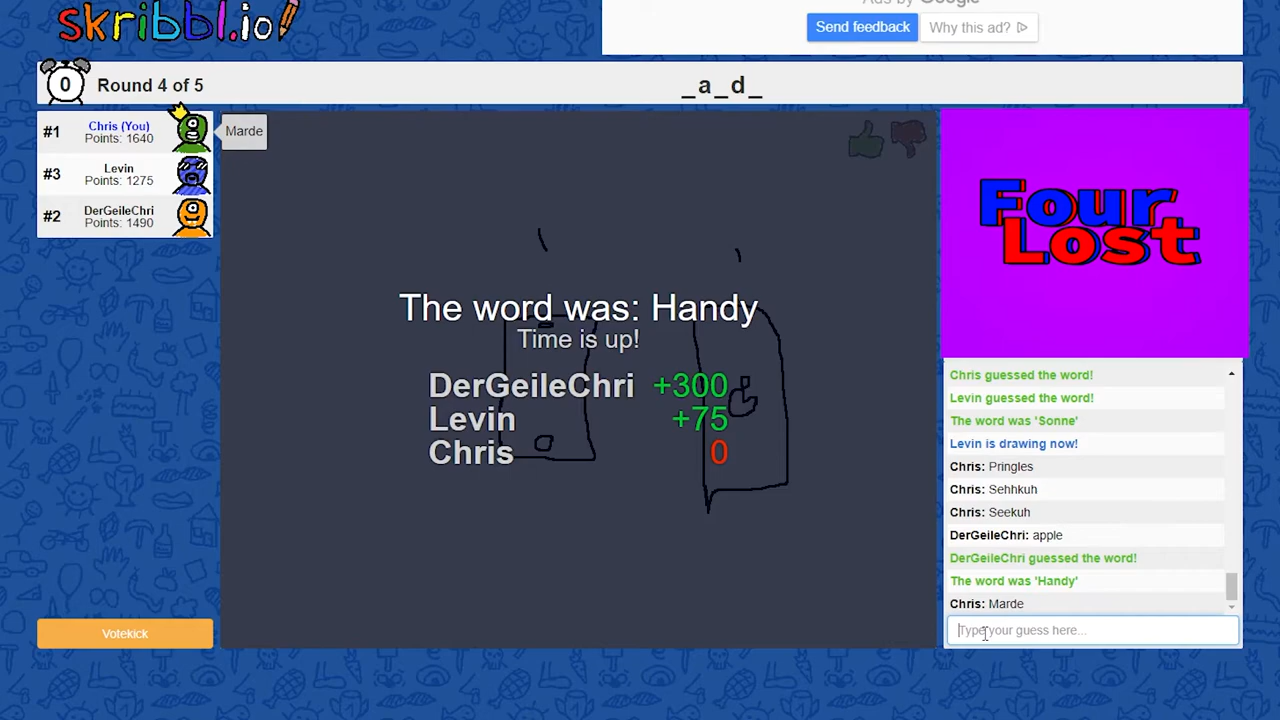 skribbl.io
Ads by Google
Send feedback
Why this ad?
0
Round 4 of 5
_a_d_
#1
Chris (You)
Points: 1640
Marde
#3
Levin
Points: 1275
#2
DerGeileChri
Points: 1490
The word was: Handy
Time is up!
DerGeileChri +300
Levin +75
Chris 0
Four
Lost
Chris guessed the word!
Levin guessed the word!
The word was 'Sonne'
Levin is drawing now!
Chris: Pringles
Chris: Sehhkuh
Chris: Seekuh
DerGeileChri: apple
DerGeileChri guessed the word!
The word was 'Handy'
Chris: Marde
Type your guess here...
Votekick